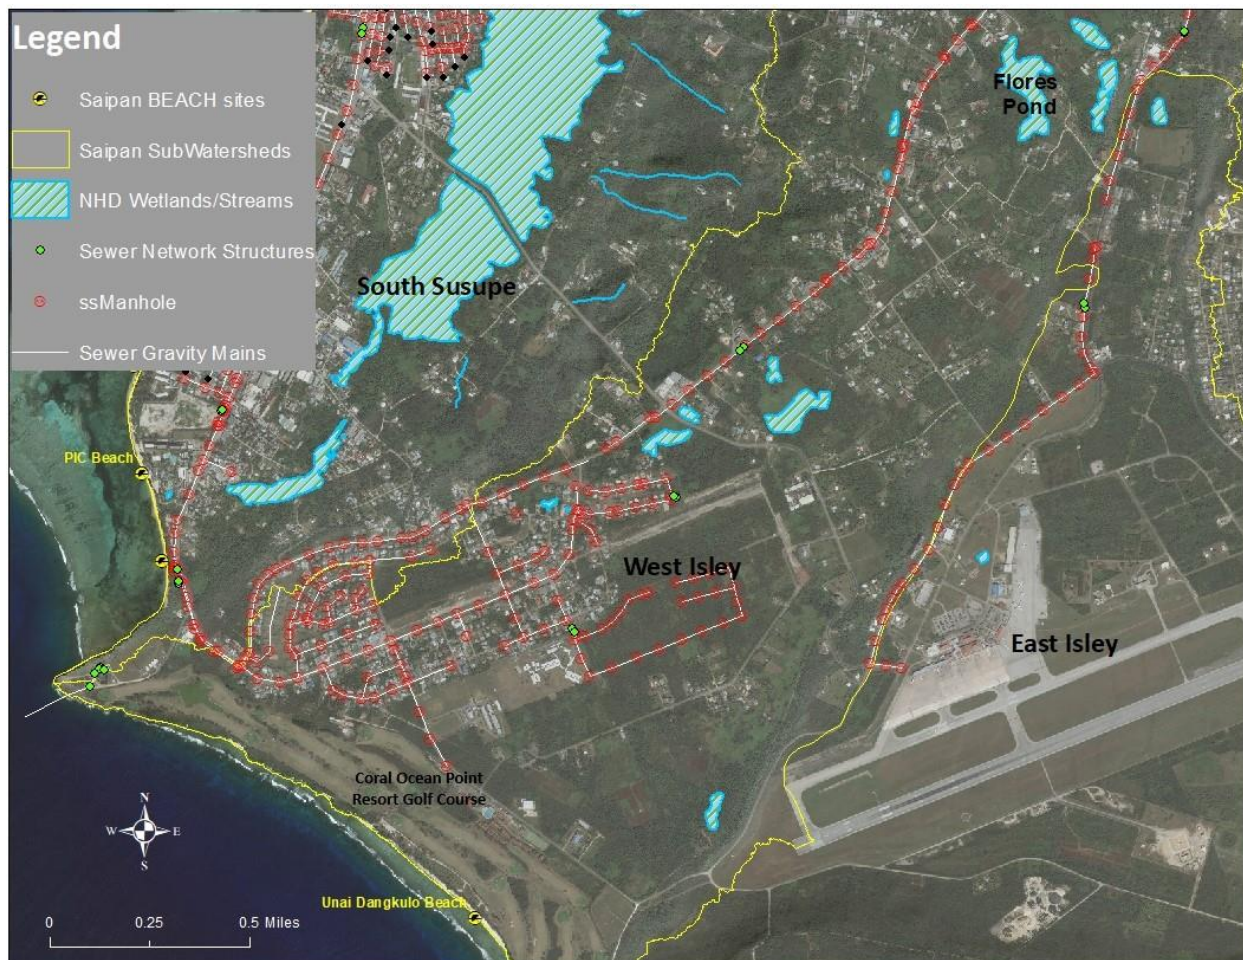 Legend
Saipan BEACH sites
Saipan SubWatersheds
NHD Wetlands/Streams
Sewer Network Structures
ssManhole
Sewer Gravity Mains
Flores
Pond
South Susupe
PIC Beach
West Isley
East Isley
Coral Ocean Point
Resort Golf Course
N
W E
S
Unai Dangkulo Beach
0 0.25 0.5 Miles